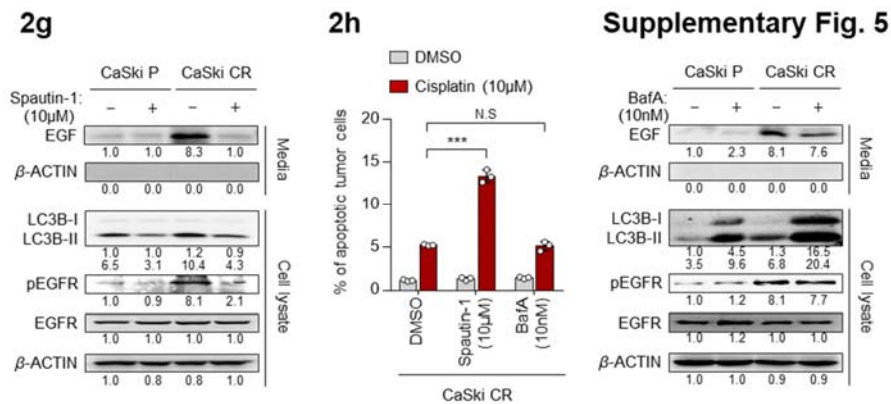 2g
CaSki P CaSki CR
Spautin-1: (10μM) − + − +
EGF
1.0 1.0 8.3 1.0
β-ACTIN
0.0 0.0 0.0 0.0
Media
LC3B-I
LC3B-II
1.0 1.0 1.2 0.9
6.5 3.1 10.4 4.3
pEGFR
1.0 0.9 8.1 2.1
EGFR
1.0 1.0 1.0 1.0
β-ACTIN
1.0 0.8 0.8 1.0
Cell lysate
2h
DMSO
Cisplatin (10μM)
N.S
***
% of apoptotic tumor cells
20
15
10
5
0
DMSO
Spautin-1
(10μM)
BafA
(10nM)
CaSki CR
Supplementary Fig. 5
CaSki P CaSki CR
BafA: (10nM) − + − +
EGF
1.0 2.3 8.1 7.6
β-ACTIN
0.0 0.0 0.0 0.0
Media
LC3B-I
LC3B-II
1.0 4.5 1.3 16.5
3.5 9.6 6.8 20.4
pEGFR
1.0 1.2 8.1 7.7
EGFR
1.0 1.2 1.0 1.0
β-ACTIN
1.0 1.0 0.9 0.9
Cell lysate